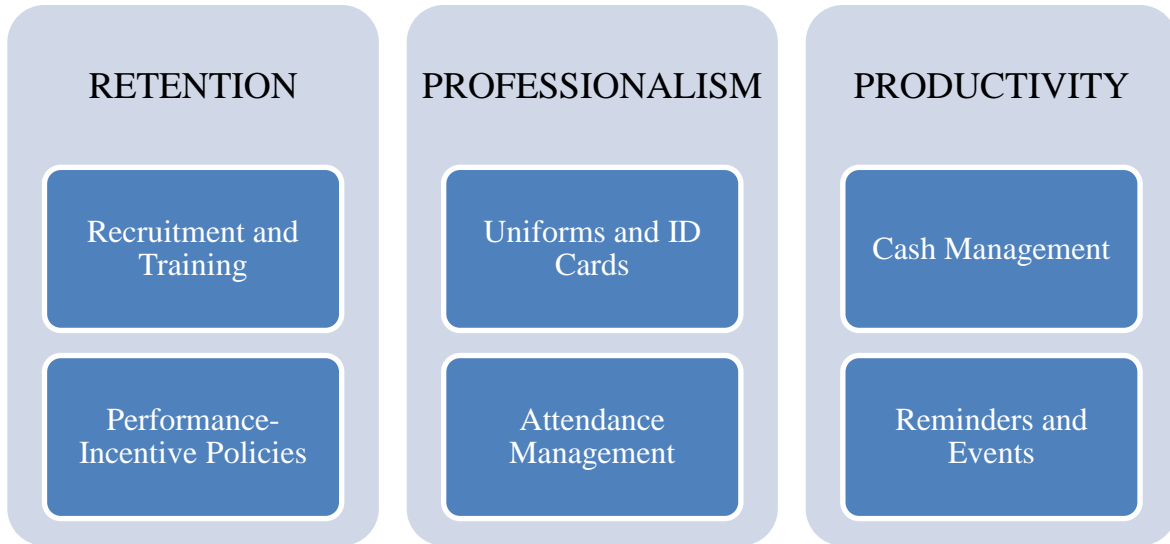 RETENTION
Recruitment and
Training
Performance-
Incentive Policies
PROFESSIONALISM
Uniforms and ID
Cards
Attendance
Management
PRODUCTIVITY
Cash Management
Reminders and
Events